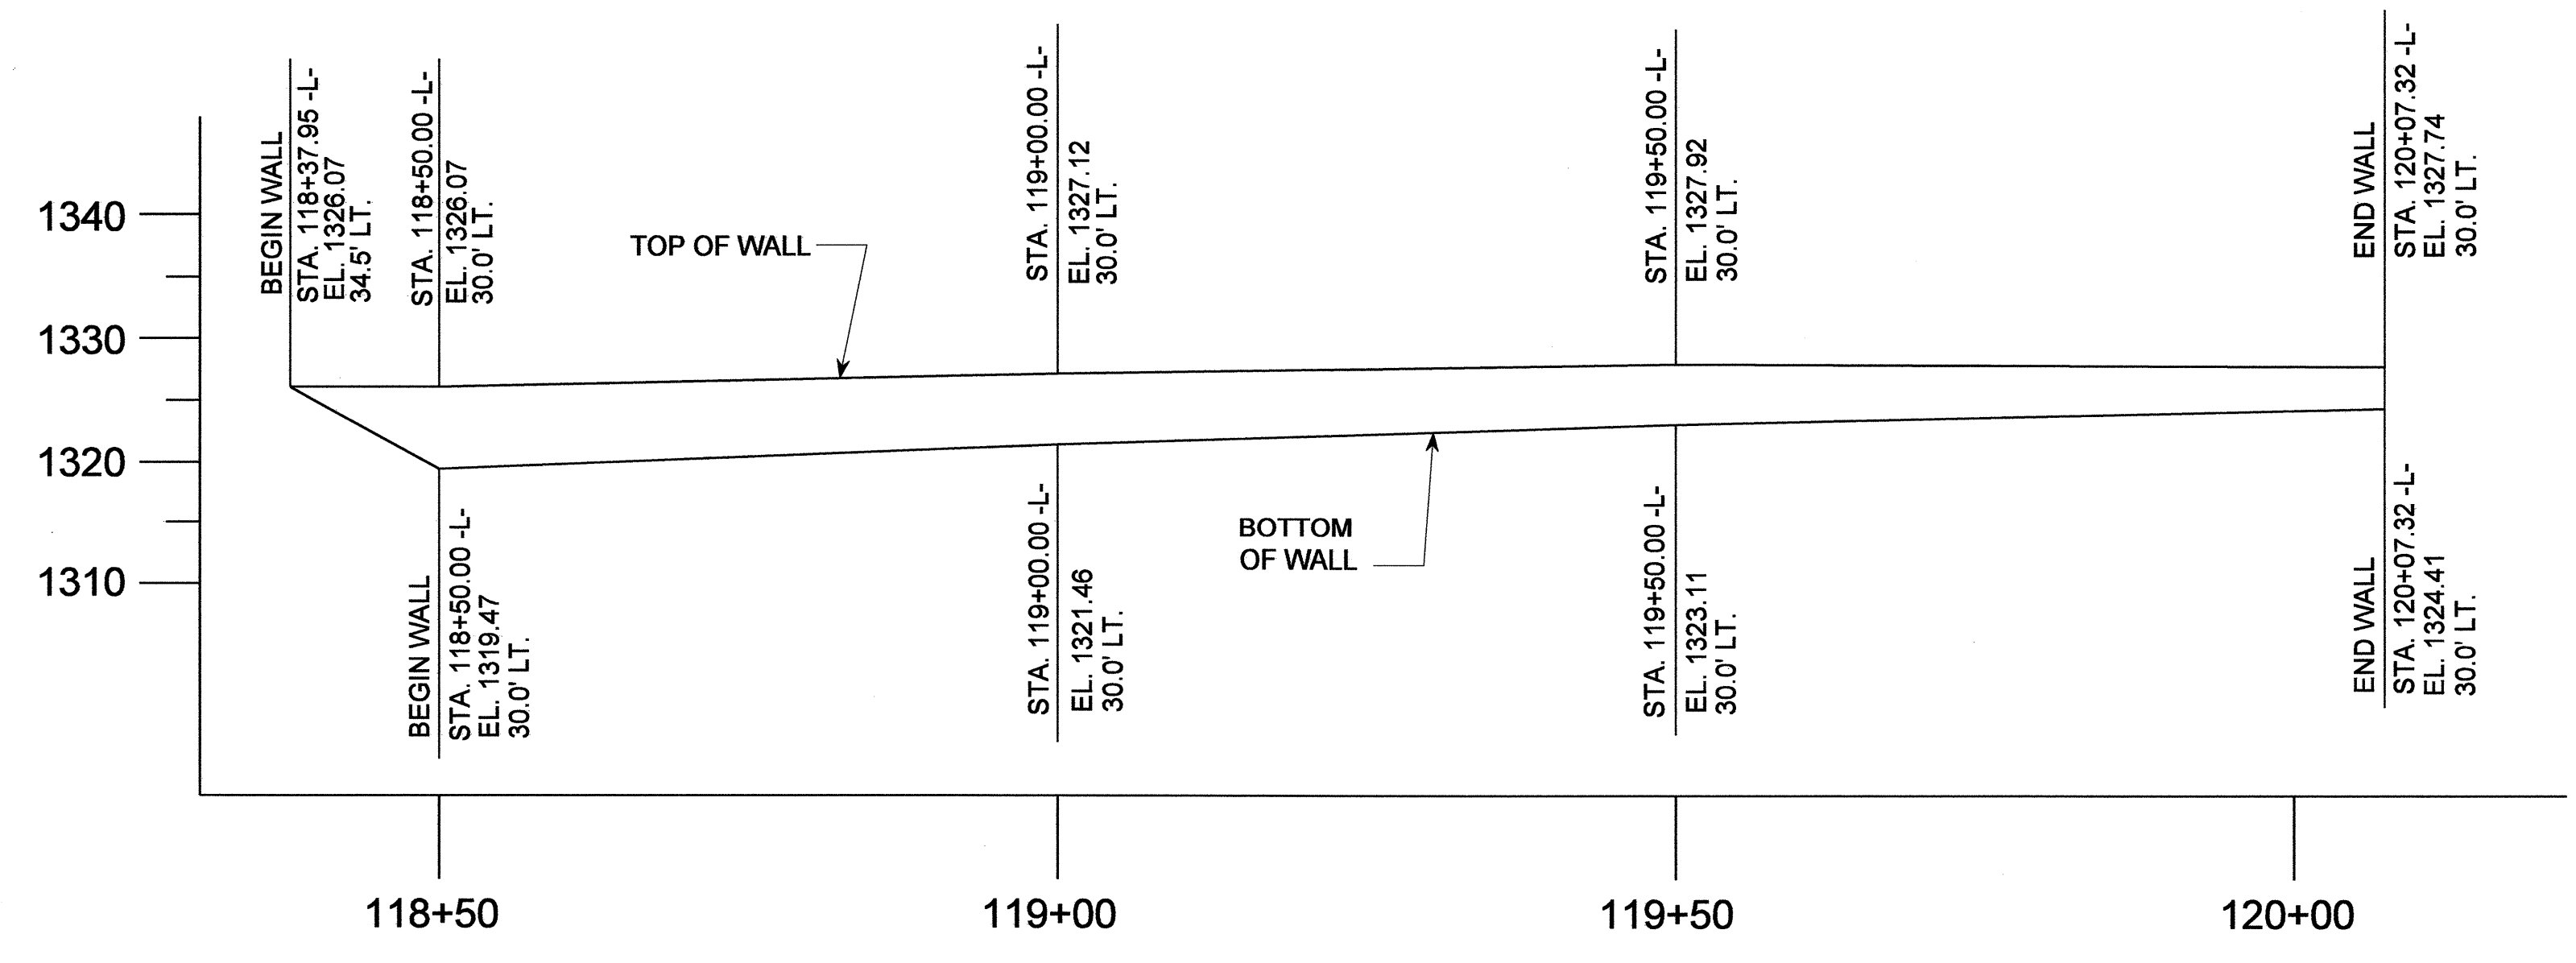 BEGIN WALL
STA. 118+37.95 -L-
EL. 1326.07
34.5' LT.
STA. 118+50.00 -L-
EL. 1326.07
30.0' LT.
STA. 119+00.00 -L-
EL. 1327.12
30.0' LT.
STA. 119+50.00 -L-
EL. 1327.92
30.0' LT.
END WALL
STA. 120+07.32 -L-
EL. 1327.74
30.0' LT.
1340
1330
1320
1310
TOP OF WALL
BOTTOM
OF WALL
BEGIN WALL
STA. 118+50.00 -L-
EL. 1319.47
30.0' LT.
STA. 119+00.00 -L-
EL. 1321.46
30.0' LT.
STA. 119+50.00 -L-
EL. 1323.11
30.0' LT.
END WALL
STA. 120+07.32 -L-
EL. 1324.41
30.0' LT.
118+50
119+00
119+50
120+00